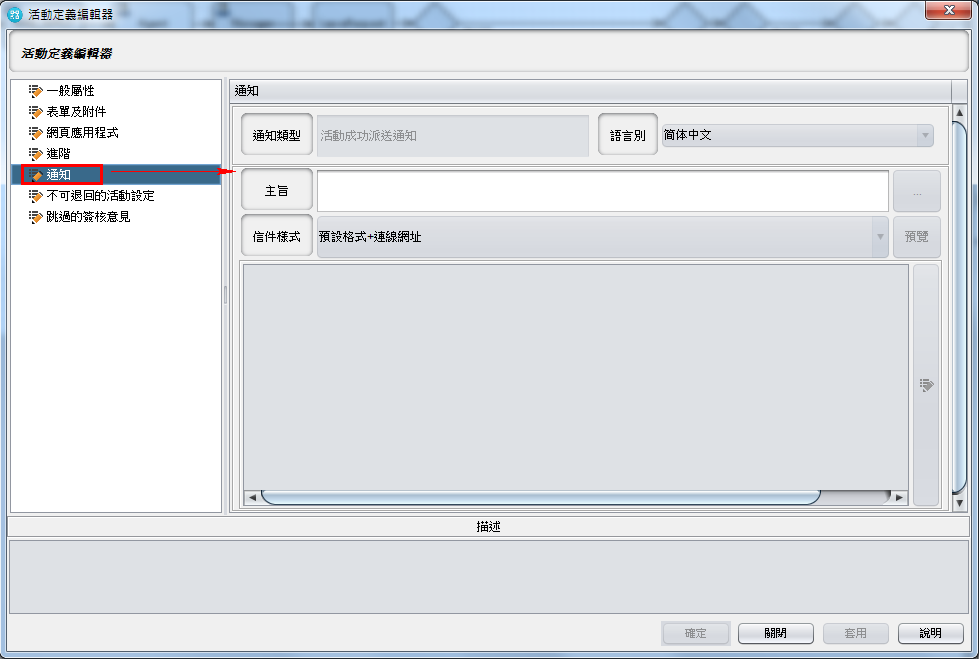 活動定義編輯器
活動定義編輯器
一般屬性
表單及附件
網頁應用程式
進階
通知
不可退回的活動設定
跳過的簽核意見
通知
通知類型 活動成功派送通知 語言別 简体中文
主旨 ...
信件樣式 預設格式+連線網址 預覽
描述
確定 關閉 套用 說明